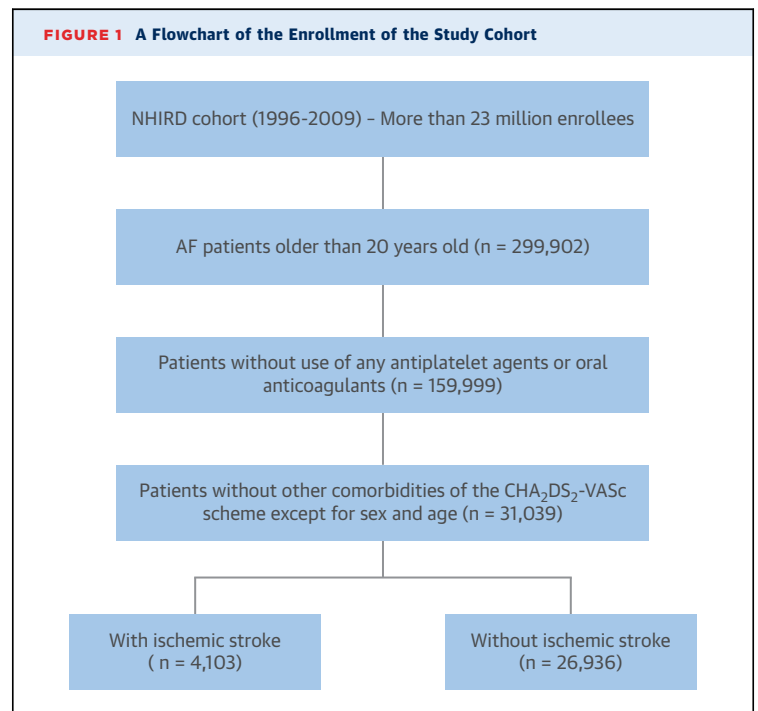 FIGURE 1 A Flowchart of the Enrollment of the Study Cohort
NHIRD cohort (1996-2009) – More than 23 million enrollees
AF patients older than 20 years old (n = 299,902)
Patients without use of any antiplatelet agents or oral
anticoagulants (n = 159,999)
Patients without other comorbidities of the CHA₂DS₂-VASc
scheme except for sex and age (n = 31,039)
With ischemic stroke
( n = 4,103)
Without ischemic stroke
(n = 26,936)